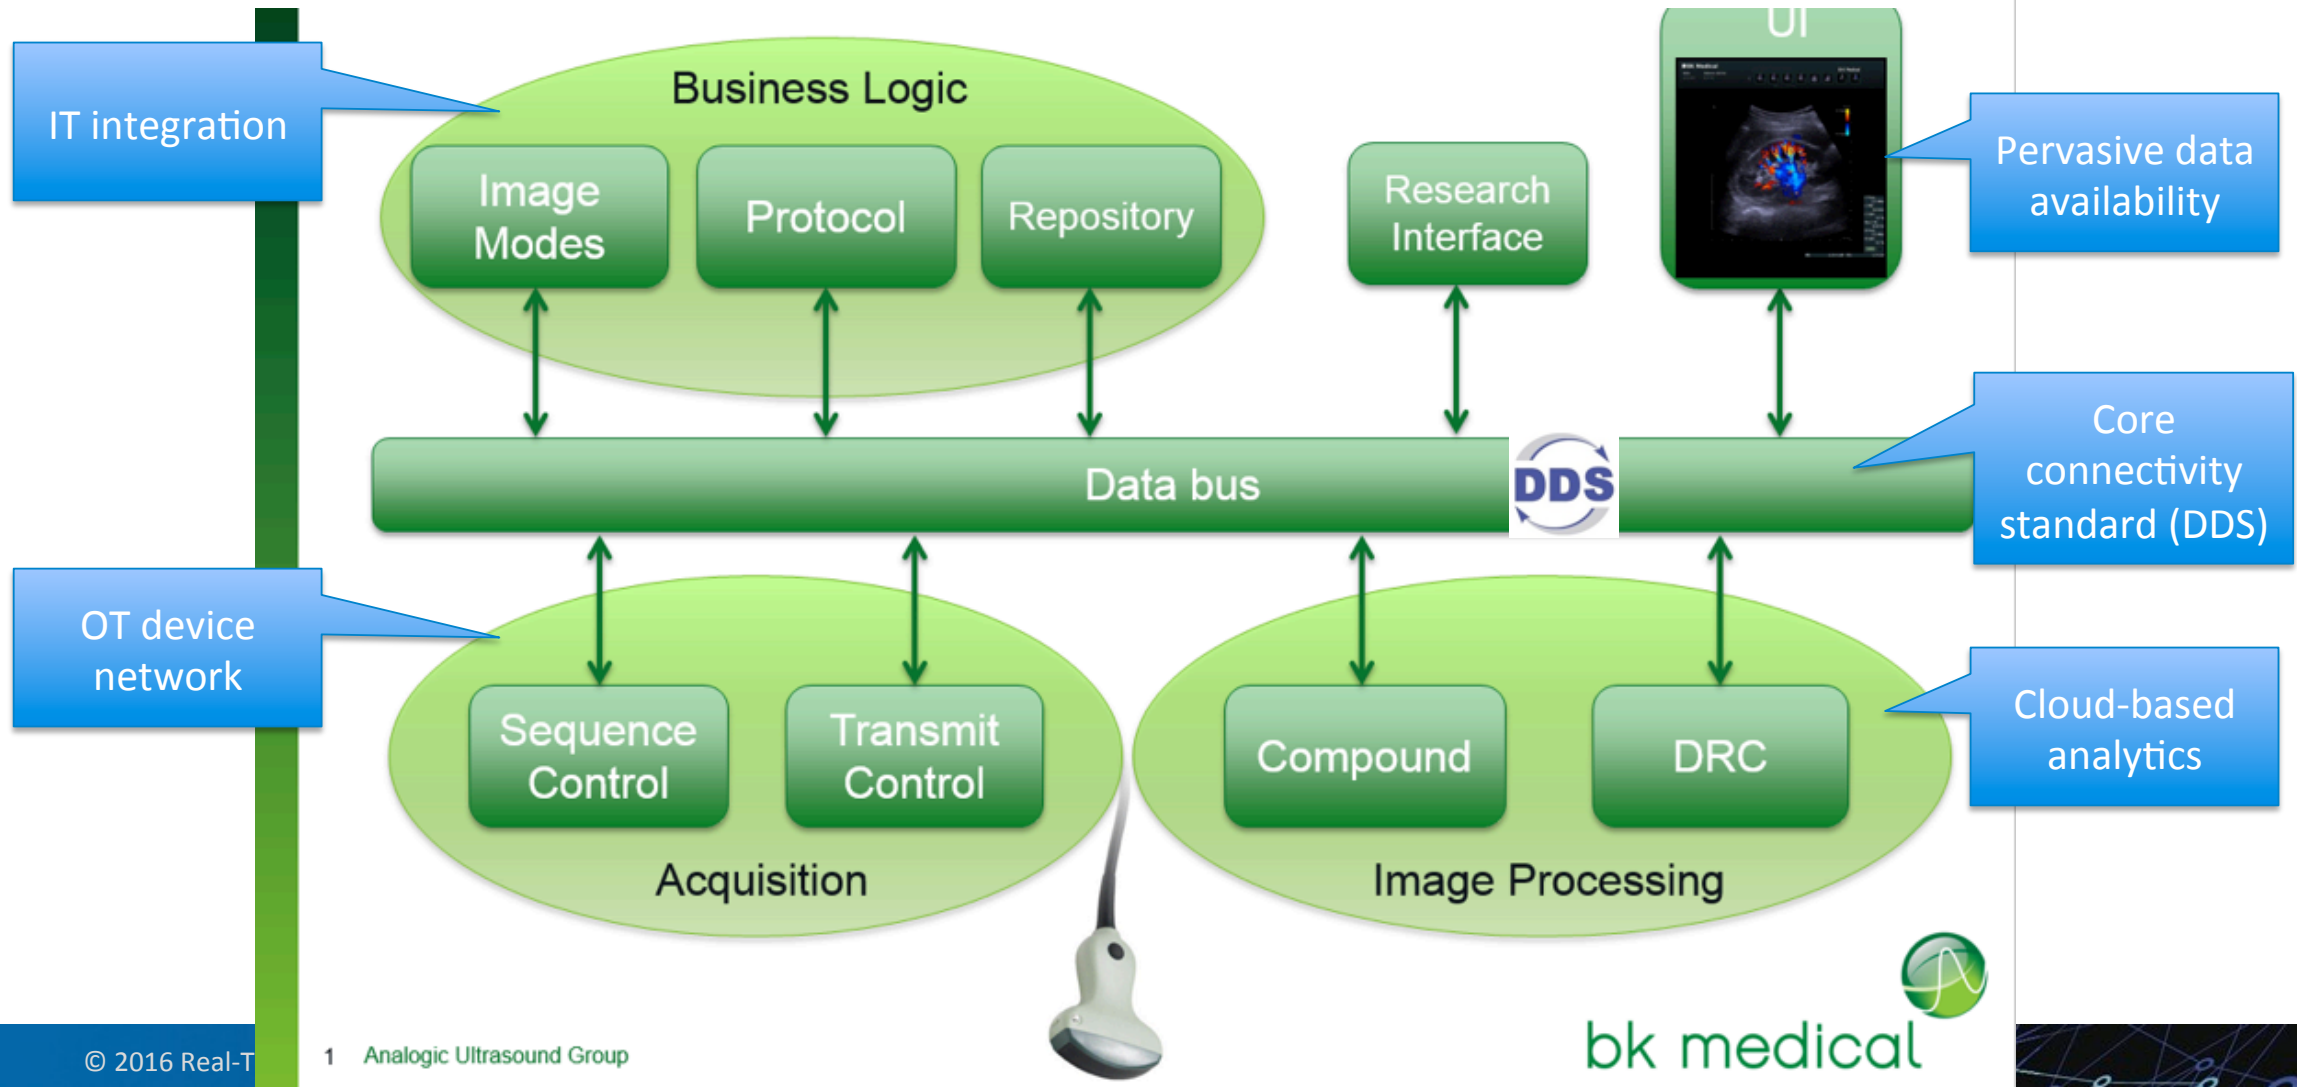 UI
Business Logic
IT integration
Image
Modes
Protocol
Repository
Research
Interface
Pervasive data
availability
Data bus
DDS
Core
connectivity
standard (DDS)
OT device
network
Sequence
Control
Transmit
Control
Compound
DRC
Cloud-based
analytics
Acquisition
Image Processing
bk medical
© 2016 Real-T
1 Analogic Ultrasound Group